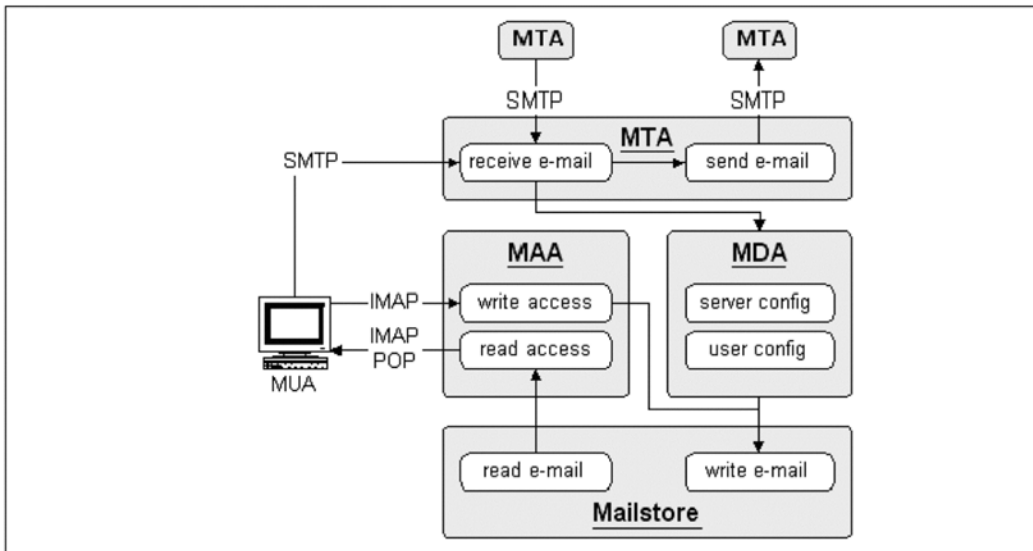 MTA
MTA
SMTP
SMTP
MTA
SMTP
receive e-mail
send e-mail
MAA
MDA
IMAP
write access
server config
IMAP
POP
read access
user config
MUA
read e-mail
write e-mail
Mailstore